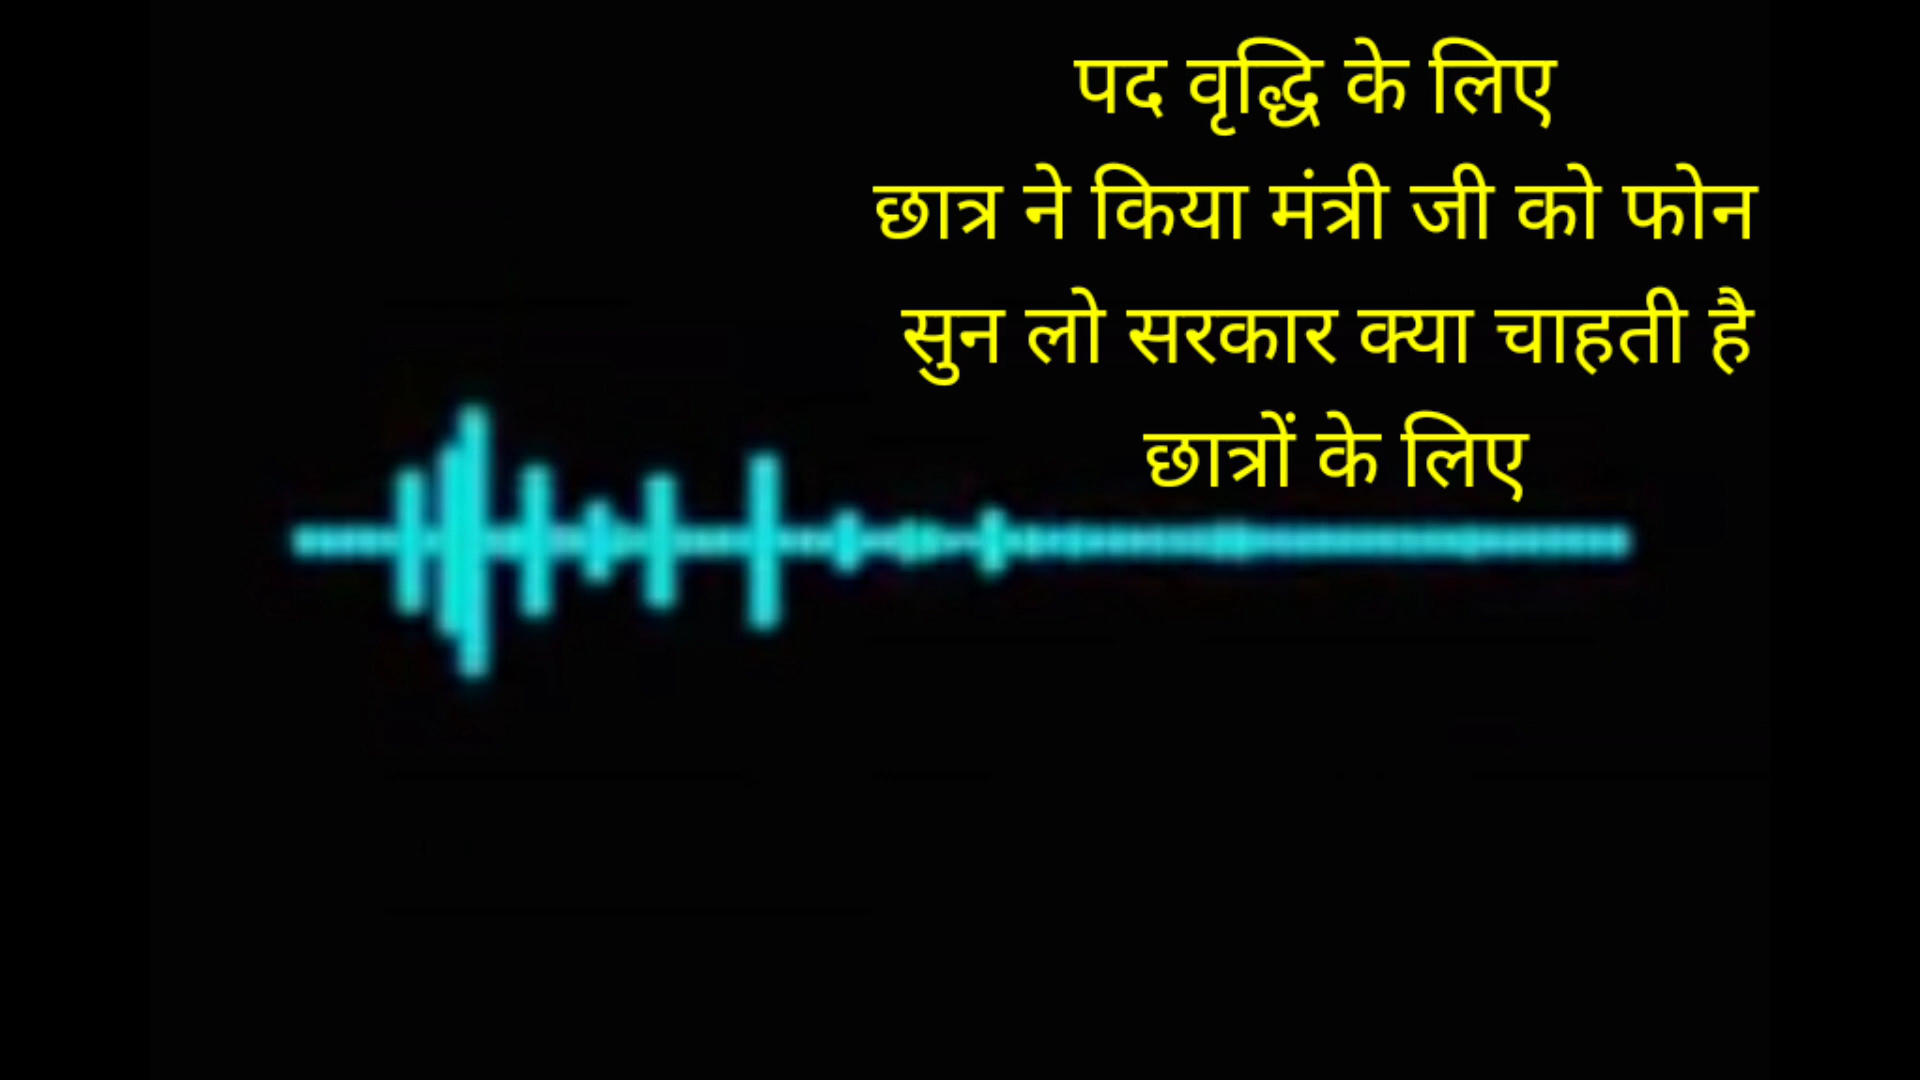 पद वृद्धि के लिए
छात्र ने किया मंत्री जी को फोन
सुन लो सरकार क्या चाहती है
छात्रों के लिए